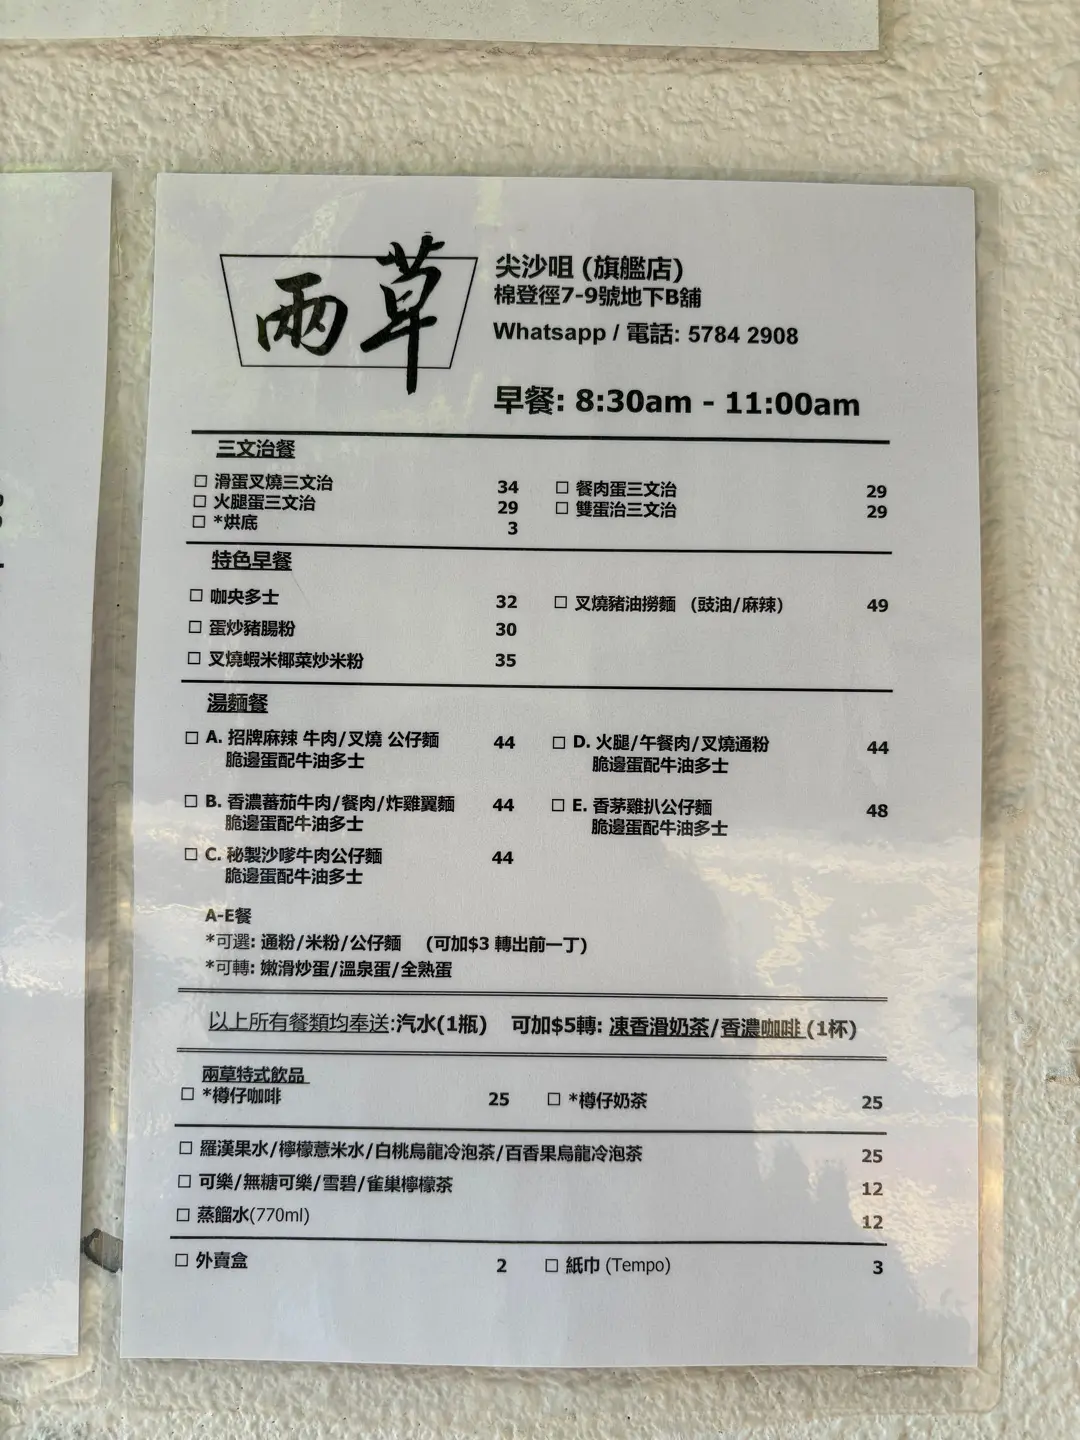 兩草
尖沙咀 (旗艦店)
棉登徑7-9號地下B舖
Whatsapp / 電話: 5784 2908
早餐: 8:30am - 11:00am
三文治餐
□ 滑蛋叉燒三文治 34 □ 餐肉蛋三文治 29
□ 火腿蛋三文治 29 □ 雙蛋治三文治 29
□ *烘底 3
特色早餐
□ 咖央多士 32 □ 叉燒豬油撈麵 （豉油/麻辣） 49
□ 蛋炒豬腸粉 30
□ 叉燒蝦米椰菜炒米粉 35
湯麵餐
□ A. 招牌麻辣 牛肉/叉燒 公仔麵 44 □ D. 火腿/午餐肉/叉燒通粉 44
脆邊蛋配牛油多士 脆邊蛋配牛油多士
□ B. 香濃蕃茄牛肉/餐肉/炸雞翼麵 44 □ E. 香茅雞扒公仔麵 48
脆邊蛋配牛油多士 脆邊蛋配牛油多士
□ C. 秘製沙嗲牛肉公仔麵 44
脆邊蛋配牛油多士
A-E餐
*可選: 通粉/米粉/公仔麵 (可加$3 轉出前一丁)
*可轉: 嫩滑炒蛋/溫泉蛋/全熟蛋
以上所有餐類均奉送:汽水(1瓶) 可加$5轉: 凍香滑奶茶/香濃咖啡 (1杯)
兩草特式飲品
□ *樽仔咖啡 25 □ *樽仔奶茶 25
□ 羅漢果水/檸檬薏米水/白桃烏龍冷泡茶/百香果烏龍冷泡茶 25
□ 可樂/無糖可樂/雪碧/雀巢檸檬茶 12
□ 蒸餾水(770ml) 12
□ 外賣盒 2 □ 紙巾 (Tempo) 3